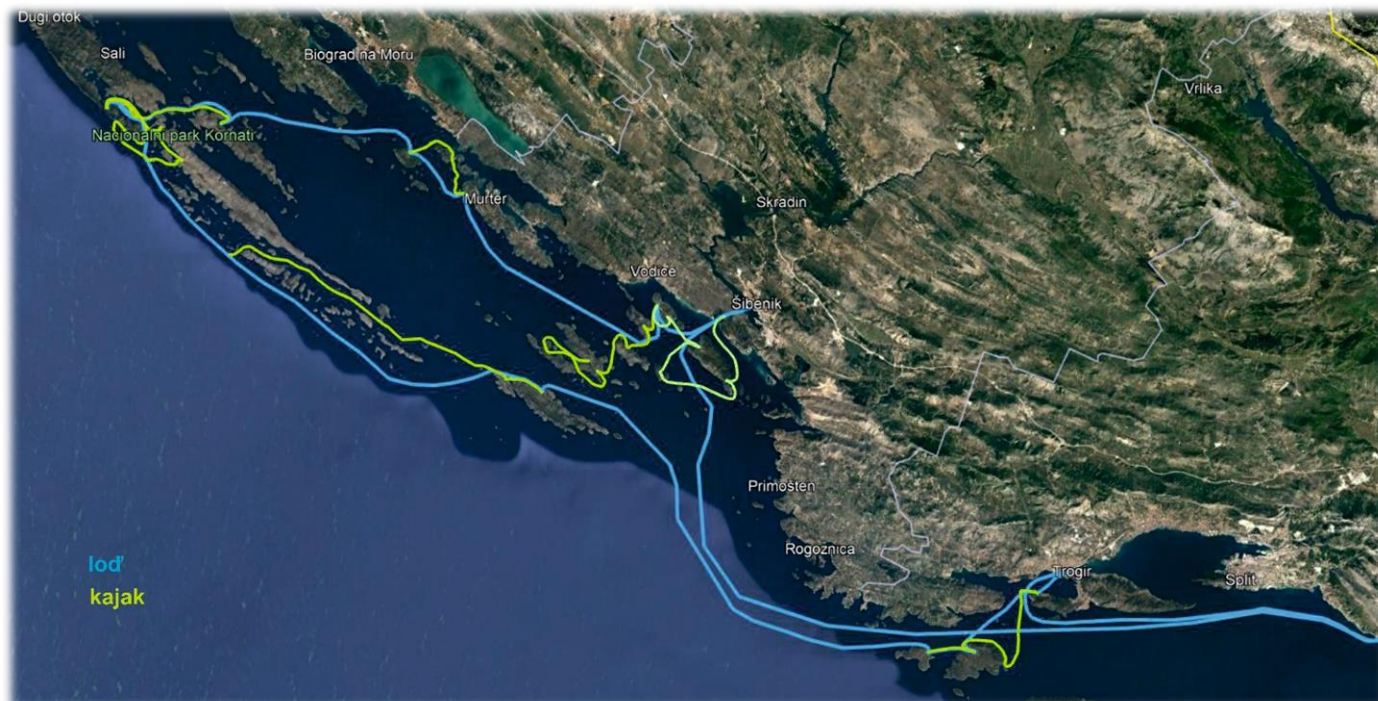 Dugi otok
Sali
Biograd na Moru
Vrlika
Nacionalni park Kornati
Murter
Skradin
Vodice
Šibenik
Primošten
Rogoznica
loď
kajak
Trogir
Split